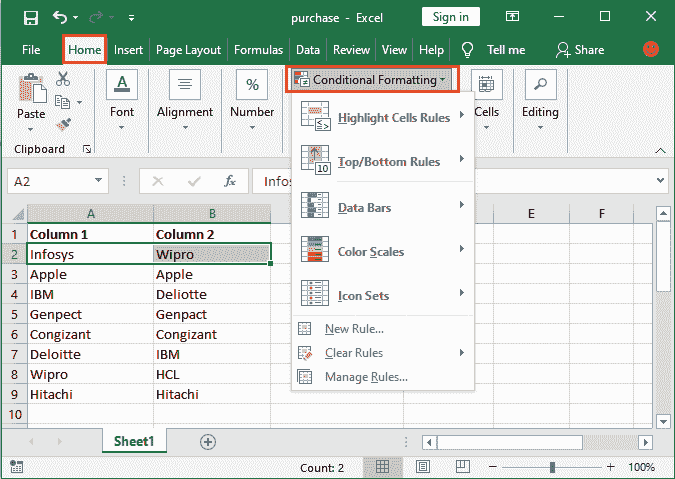 purchase - Excel
Sign in
File Home Insert Page Layout Formulas Data Review View Help Tell me Share
Conditional Formatting
Paste
Clipboard
Font
Alignment
%
Number
Cells
Editing
Highlight Cells Rules
10
Top/Bottom Rules
Data Bars
Color Scales
Icon Sets
New Rule...
Clear Rules
Manage Rules...
A2
fx
Infos
A B E F
1 Column 1 Column 2
2 Infosys Wipro
3 Apple Apple
4 IBM Deliotte
5 Genpect Genpact
6 Congizant Congizant
7 Deloitte IBM
8 Wipro HCL
9 Hitachi Hitachi
10
Sheet1
Count: 2
100%